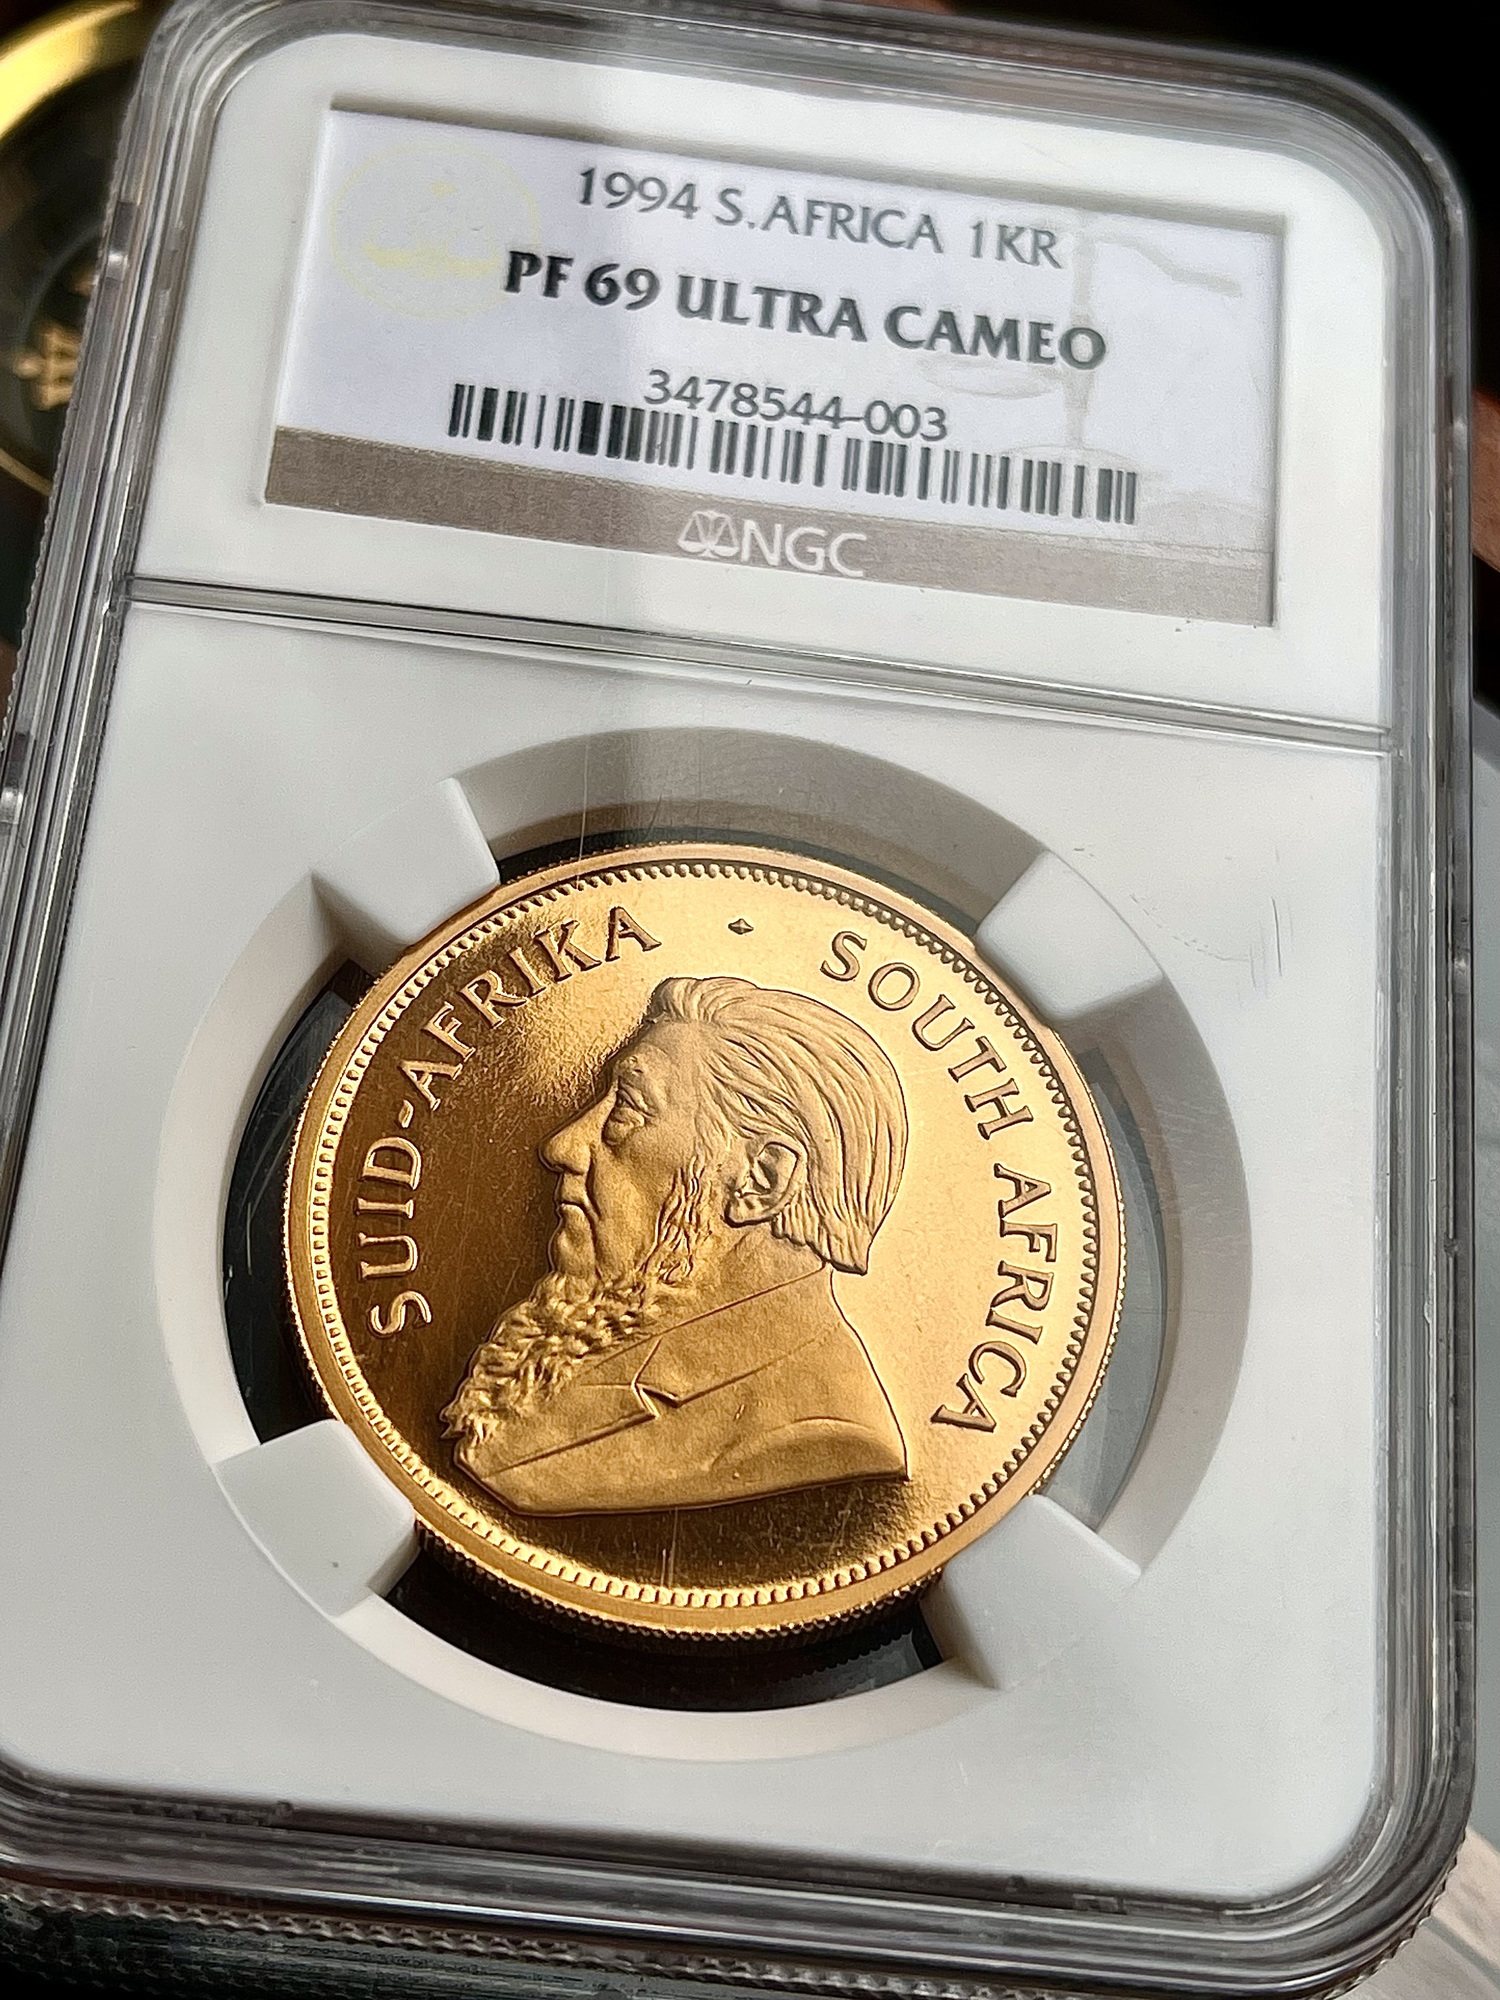 1994 S.AFRICA 1KR
PF 69 ULTRA CAMEO
3478544-003
NGC
SUID-AFRIKA
SOUTH AFRICA